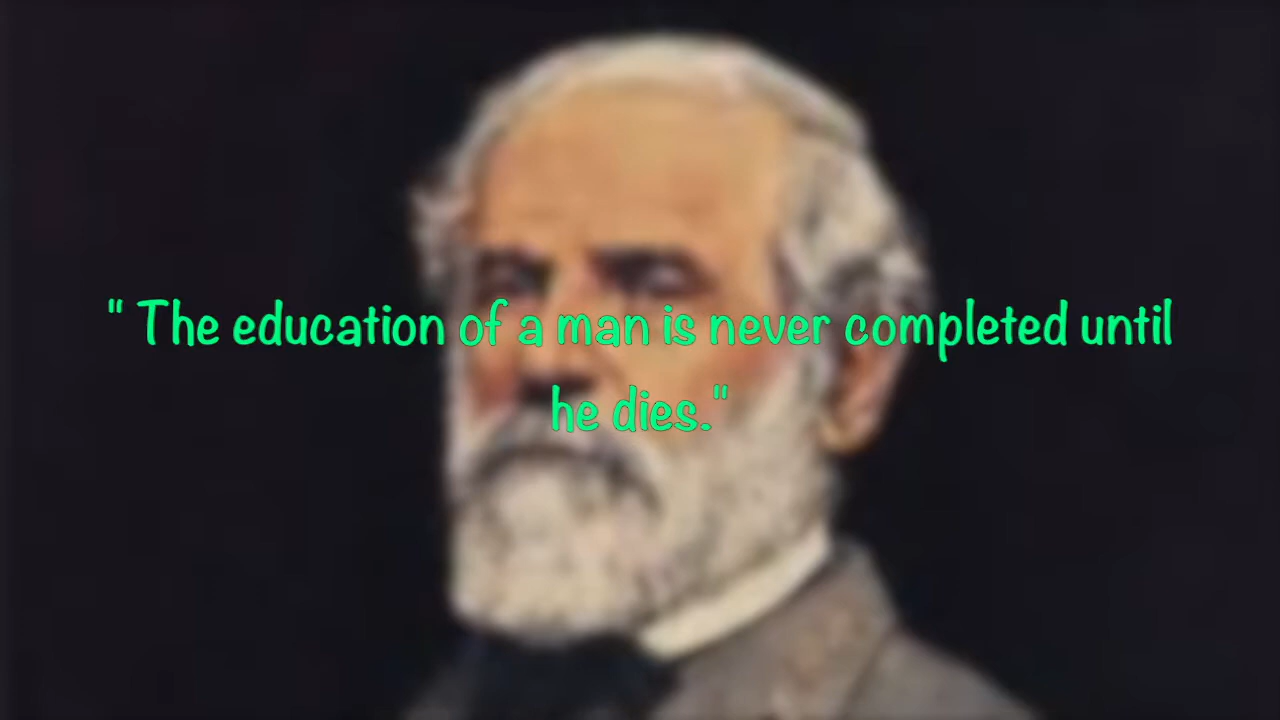 " The education of a man is never completed until
he dies."